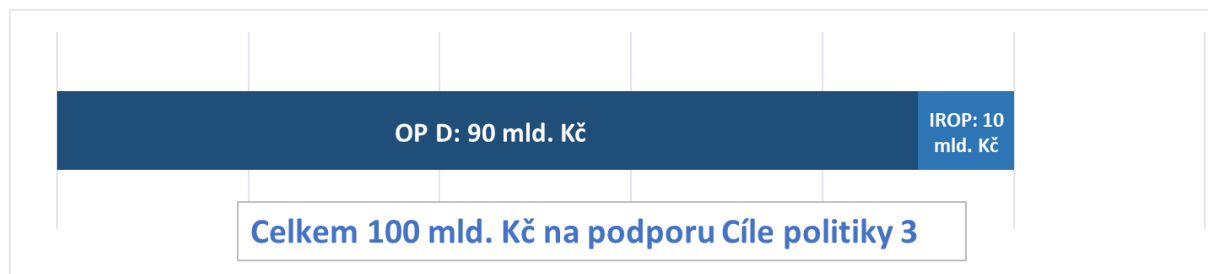 OP D: 90 mld. Kč
IROP: 10
mld. Kč
Celkem 100 mld. Kč na podporu Cíle politiky 3